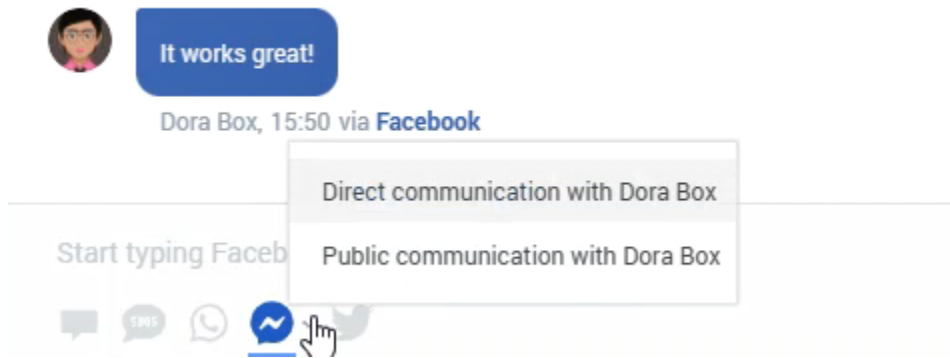 It works great!
Dora Box, 15:50 via Facebook
Direct communication with Dora Box
Start typing Faceb
Public communication with Dora Box
SMS